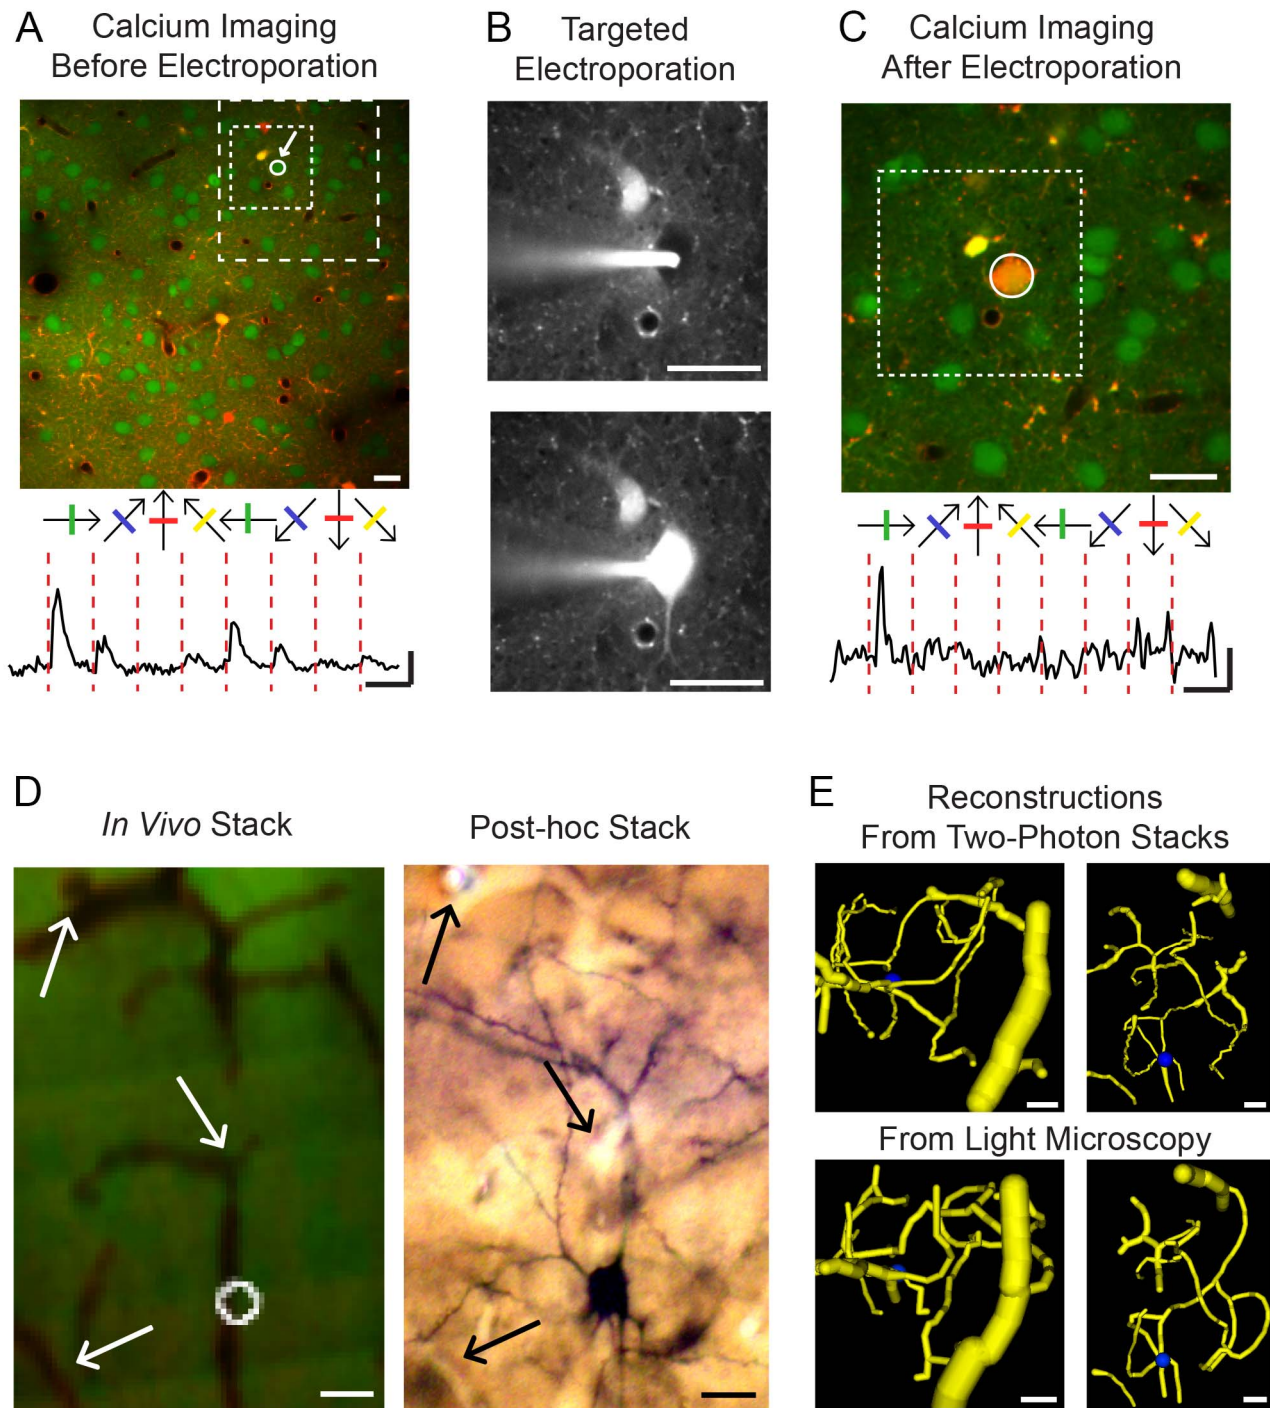 A
Calcium Imaging
Before Electroporation
B
Targeted
Electroporation
C
Calcium Imaging
After Electroporation
D
In Vivo Stack
Post-hoc Stack
E
Reconstructions
From Two-Photon Stacks
From Light Microscopy